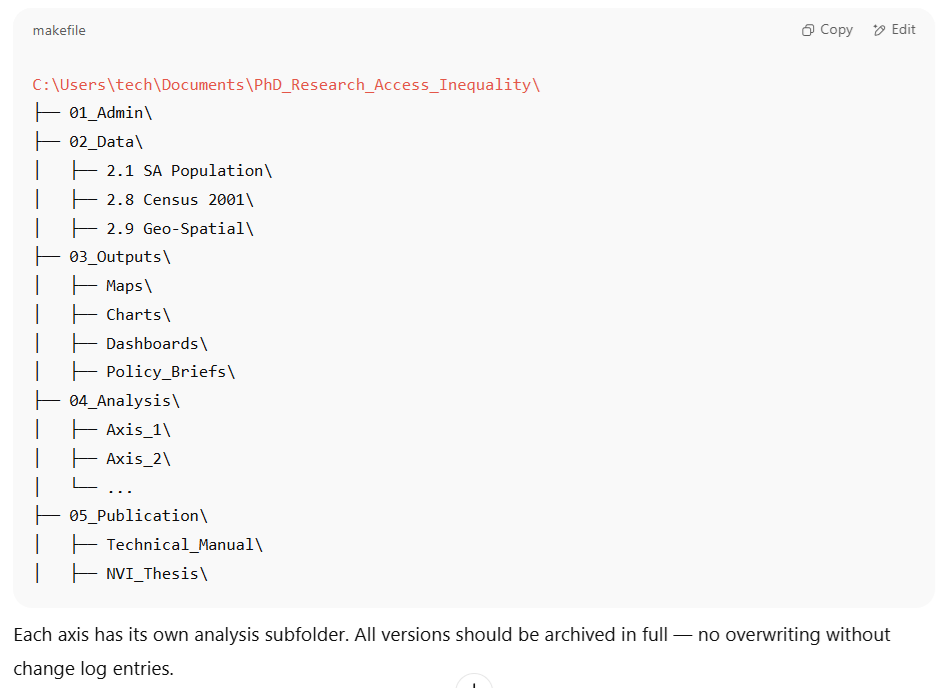 makefile
Copy
Edit
C:\Users\tech\Documents\PhD_Research_Access_Inequality\
├── 01_Admin\
├── 02_Data\
│   ├── 2.1 SA Population\
│   ├── 2.8 Census 2001\
│   ├── 2.9 Geo-Spatial\
├── 03_Outputs\
│   ├── Maps\
│   ├── Charts\
│   ├── Dashboards\
│   ├── Policy_Briefs\
├── 04_Analysis\
│   ├── Axis_1\
│   ├── Axis_2\
│   └── ...
├── 05_Publication\
│   ├── Technical_Manual\
│   ├── NVI_Thesis\
Each axis has its own analysis subfolder. All versions should be archived in full — no overwriting without
change log entries.